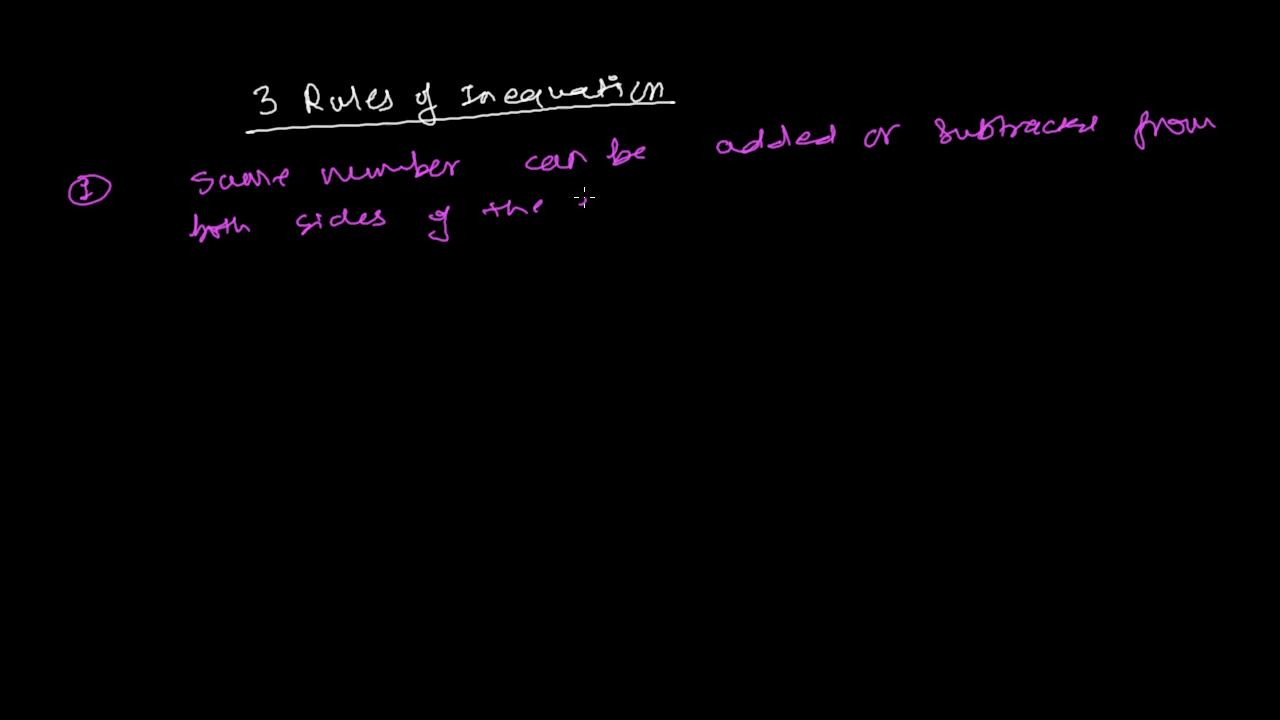 3 Rules of Inequation
① Same number can be added or subtracted from
both sides of the